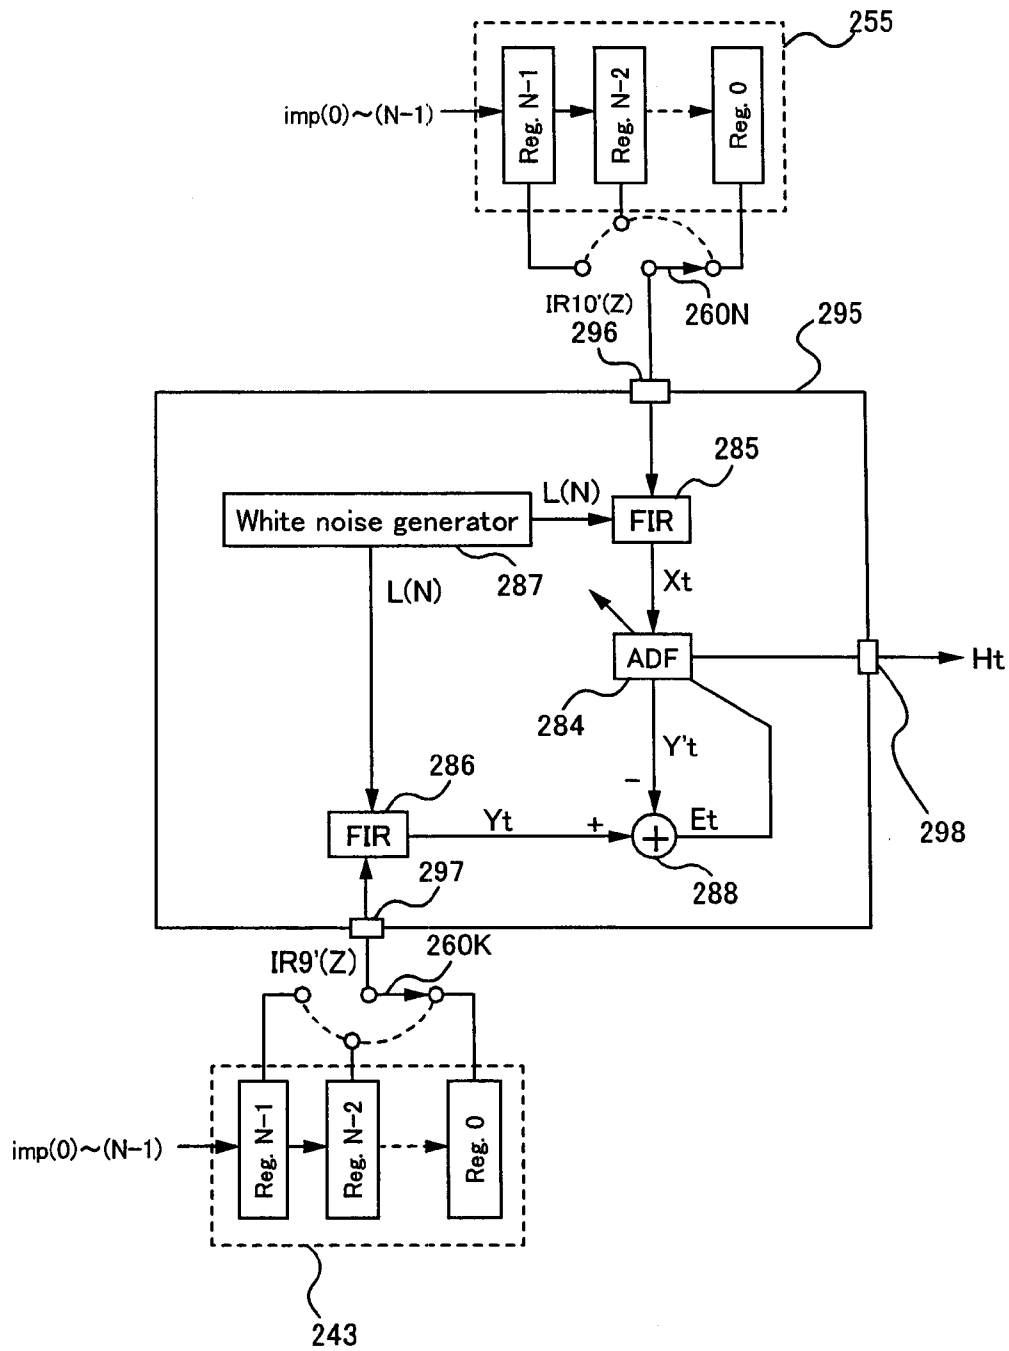 255
Reg. N-1
Reg. N-2
Reg. 0
imp(0)~(N-1)
IR10'(Z)
260N
296
295
285
L(N)
White noise generator
FIR
287
L(N)
Xt
ADF
Ht
284
Y't
286
-
298
FIR
Yt
+
Et
+
288
297
IR9'(Z)
260K
Reg. N-1
Reg. N-2
Reg. 0
imp(0)~(N-1)
243